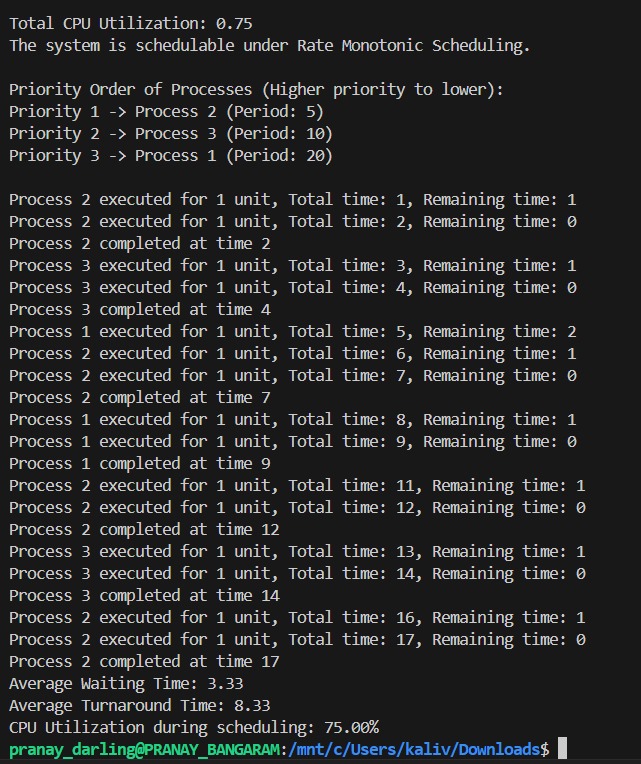 Total CPU Utilization: 0.75
The system is schedulable under Rate Monotonic Scheduling.
Priority Order of Processes (Higher priority to lower):
Priority 1 -> Process 2 (Period: 5)
Priority 2 -> Process 3 (Period: 10)
Priority 3 -> Process 1 (Period: 20)
Process 2 executed for 1 unit, Total time: 1, Remaining time: 1
Process 2 executed for 1 unit, Total time: 2, Remaining time: 0
Process 2 completed at time 2
Process 3 executed for 1 unit, Total time: 3, Remaining time: 1
Process 3 executed for 1 unit, Total time: 4, Remaining time: 0
Process 3 completed at time 4
Process 1 executed for 1 unit, Total time: 5, Remaining time: 2
Process 2 executed for 1 unit, Total time: 6, Remaining time: 1
Process 2 executed for 1 unit, Total time: 7, Remaining time: 0
Process 2 completed at time 7
Process 1 executed for 1 unit, Total time: 8, Remaining time: 1
Process 1 executed for 1 unit, Total time: 9, Remaining time: 0
Process 1 completed at time 9
Process 2 executed for 1 unit, Total time: 11, Remaining time: 1
Process 2 executed for 1 unit, Total time: 12, Remaining time: 0
Process 2 completed at time 12
Process 3 executed for 1 unit, Total time: 13, Remaining time: 1
Process 3 executed for 1 unit, Total time: 14, Remaining time: 0
Process 3 completed at time 14
Process 2 executed for 1 unit, Total time: 16, Remaining time: 1
Process 2 executed for 1 unit, Total time: 17, Remaining time: 0
Process 2 completed at time 17
Average Waiting Time: 3.33
Average Turnaround Time: 8.33
CPU Utilization during scheduling: 75.00%
pranay_darling@PRANAY_BANGARAM:/mnt/c/Users/kaliv/Downloads$